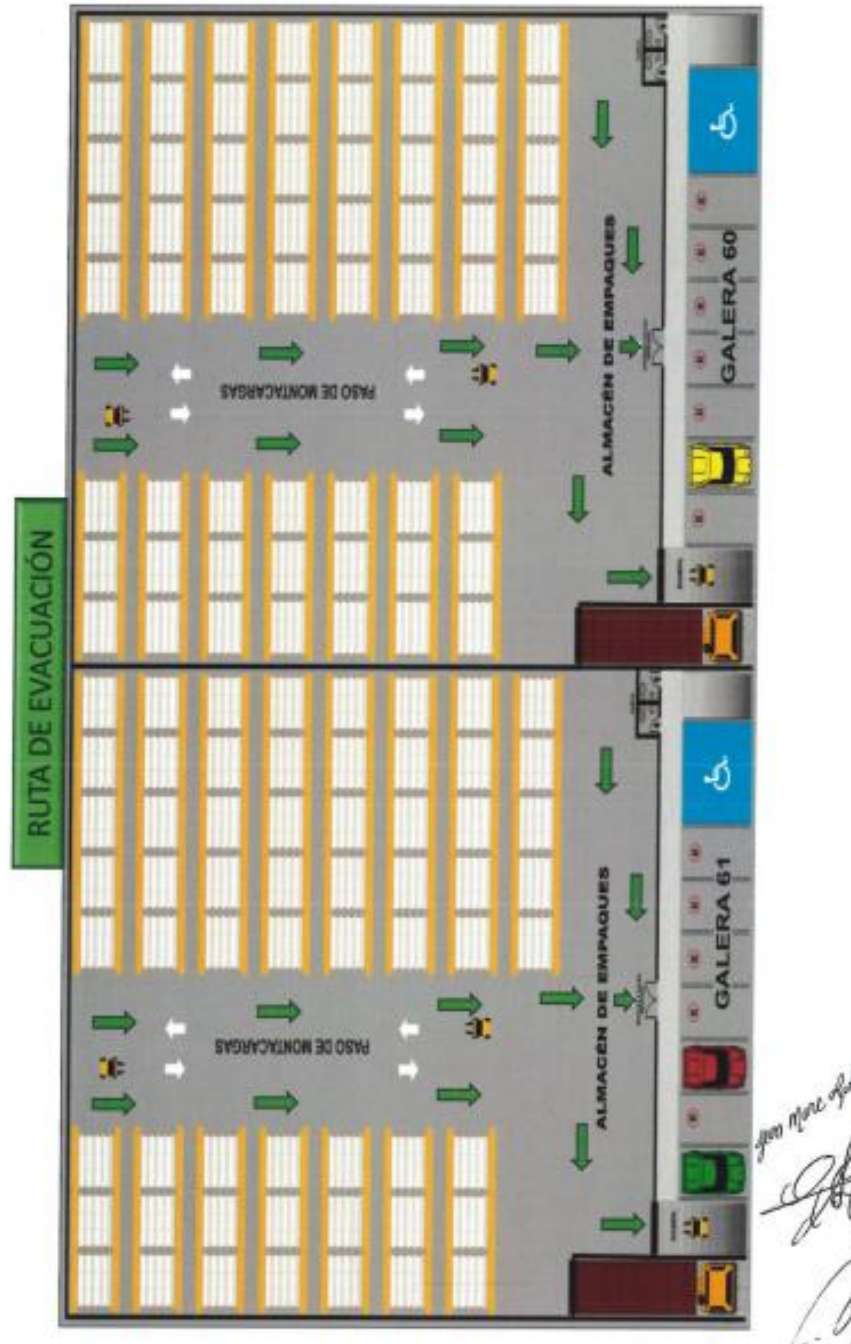 RUTA DE EVACUACIÓN
PASO DE MONTACARGAS
ALMACÉN DE EMPAQUES
GALERA 61
PASO DE MONTACARGAS
ALMACÉN DE EMPAQUES
GALERA 60